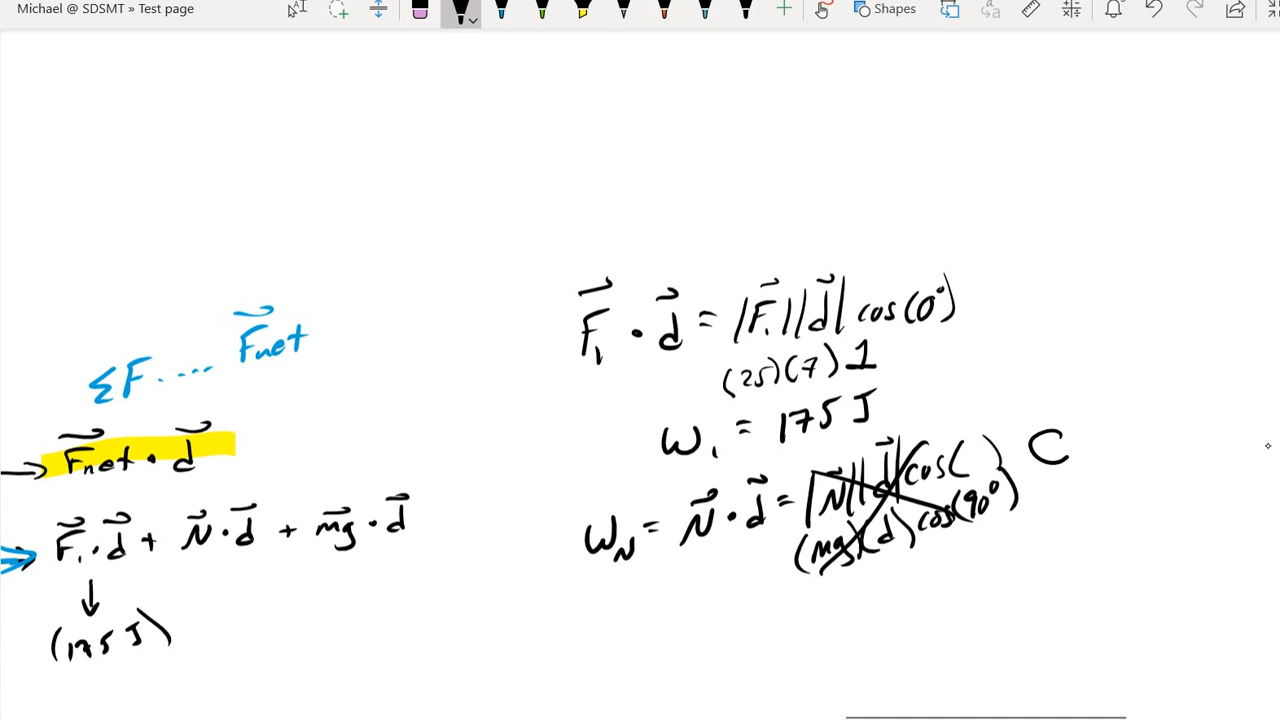 Michael @ SDSMT » Test page
Shapes
ΣF.... F⃗net
→ F⃗net · d⃗
⇒ F⃗₁ · d⃗ + N⃗ · d⃗ + m⃗g · d⃗
↓
(175 J)
F⃗₁ · d⃗ = |F⃗₁||d⃗| cos(0°)
(25)(7) 1
W₁ = 175 J
W_N = N⃗ · d⃗ = |N⃗||d⃗| cos( ) C
(mg)(d) cos(90°)